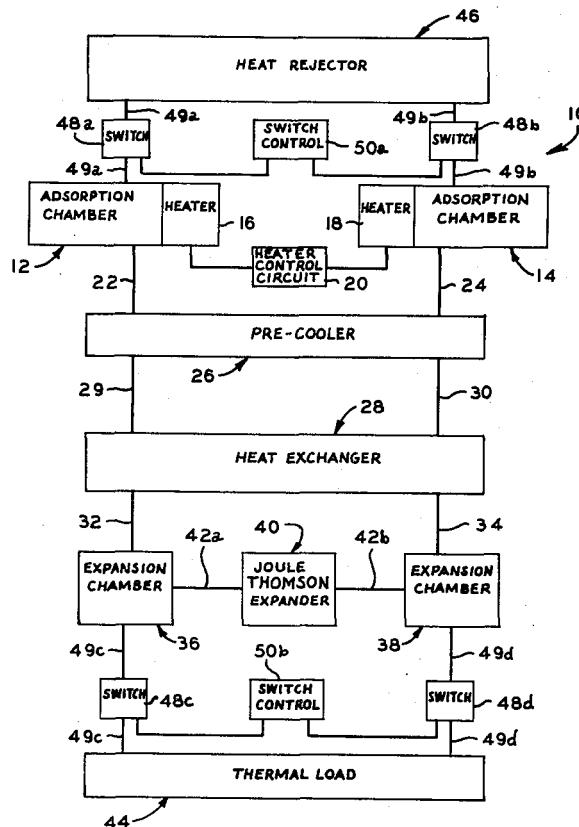 46
HEAT REJECTOR
49a
49b
48a
SWITCH
SWITCH CONTROL
50a
SWITCH
48b
10
49a
49b
ADSORPTION CHAMBER
HEATER
16
18
HEATER
ADSORPTION CHAMBER
12
HEATER CONTROL CIRCUIT
20
14
22
24
PRE-COOLER
26
29
30
28
HEAT EXCHANGER
32
34
42a
40
42b
EXPANSION CHAMBER
JOULE THOMSON EXPANDER
EXPANSION CHAMBER
36
38
49c
50b
49d
SWITCH
48c
SWITCH CONTROL
SWITCH
48d
49c
49d
THERMAL LOAD
44